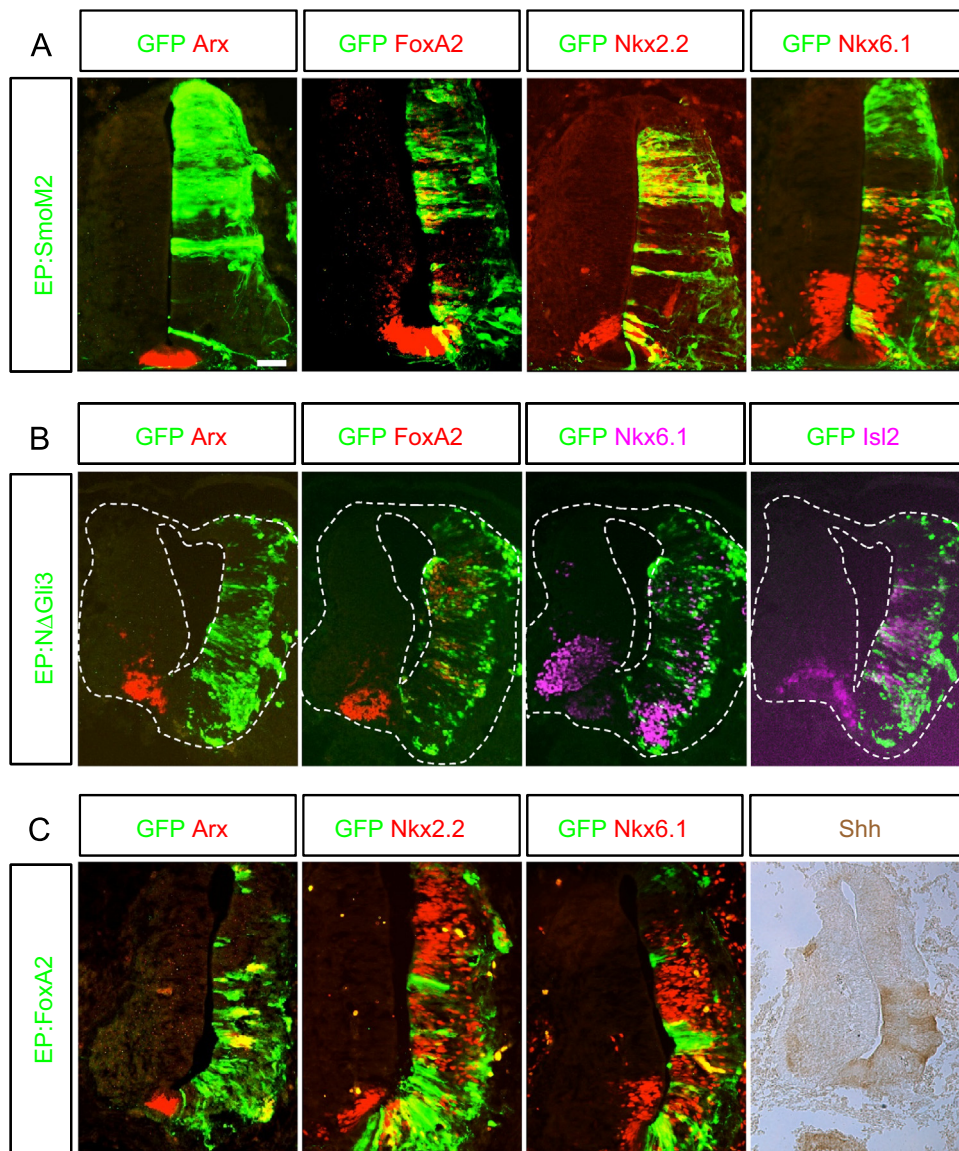 A
GFP Arx
GFP FoxA2
GFP Nkx2.2
GFP Nkx6.1
EP:SmoM2
B
GFP Arx
GFP FoxA2
GFP Nkx6.1
GFP Isl2
EP:NΔGli3
C
GFP Arx
GFP Nkx2.2
GFP Nkx6.1
Shh
EP:FoxA2